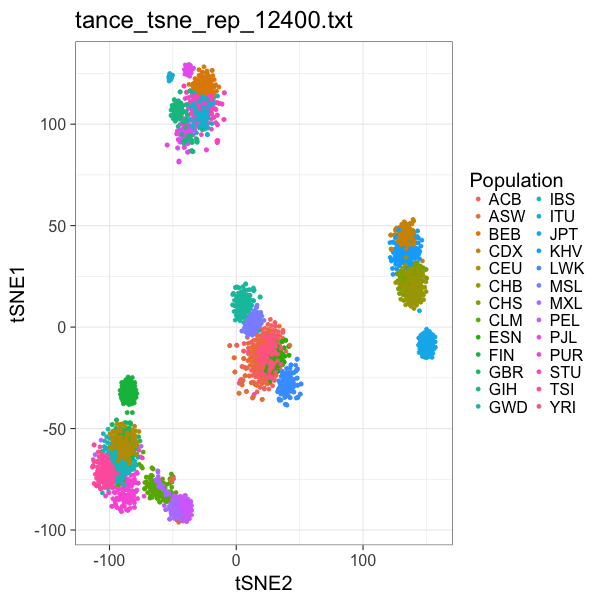 tance_tsne_rep_12400.txt
tSNE1
100
50
0
-50
-100
-100
0
100
tSNE2
Population
ACB
ASW
BEB
CDX
CEU
CHB
CHS
CLM
ESN
FIN
GBR
GIH
GWD
IBS
ITU
JPT
KHV
LWK
MSL
MXL
PEL
PJL
PUR
STU
TSI
YRI